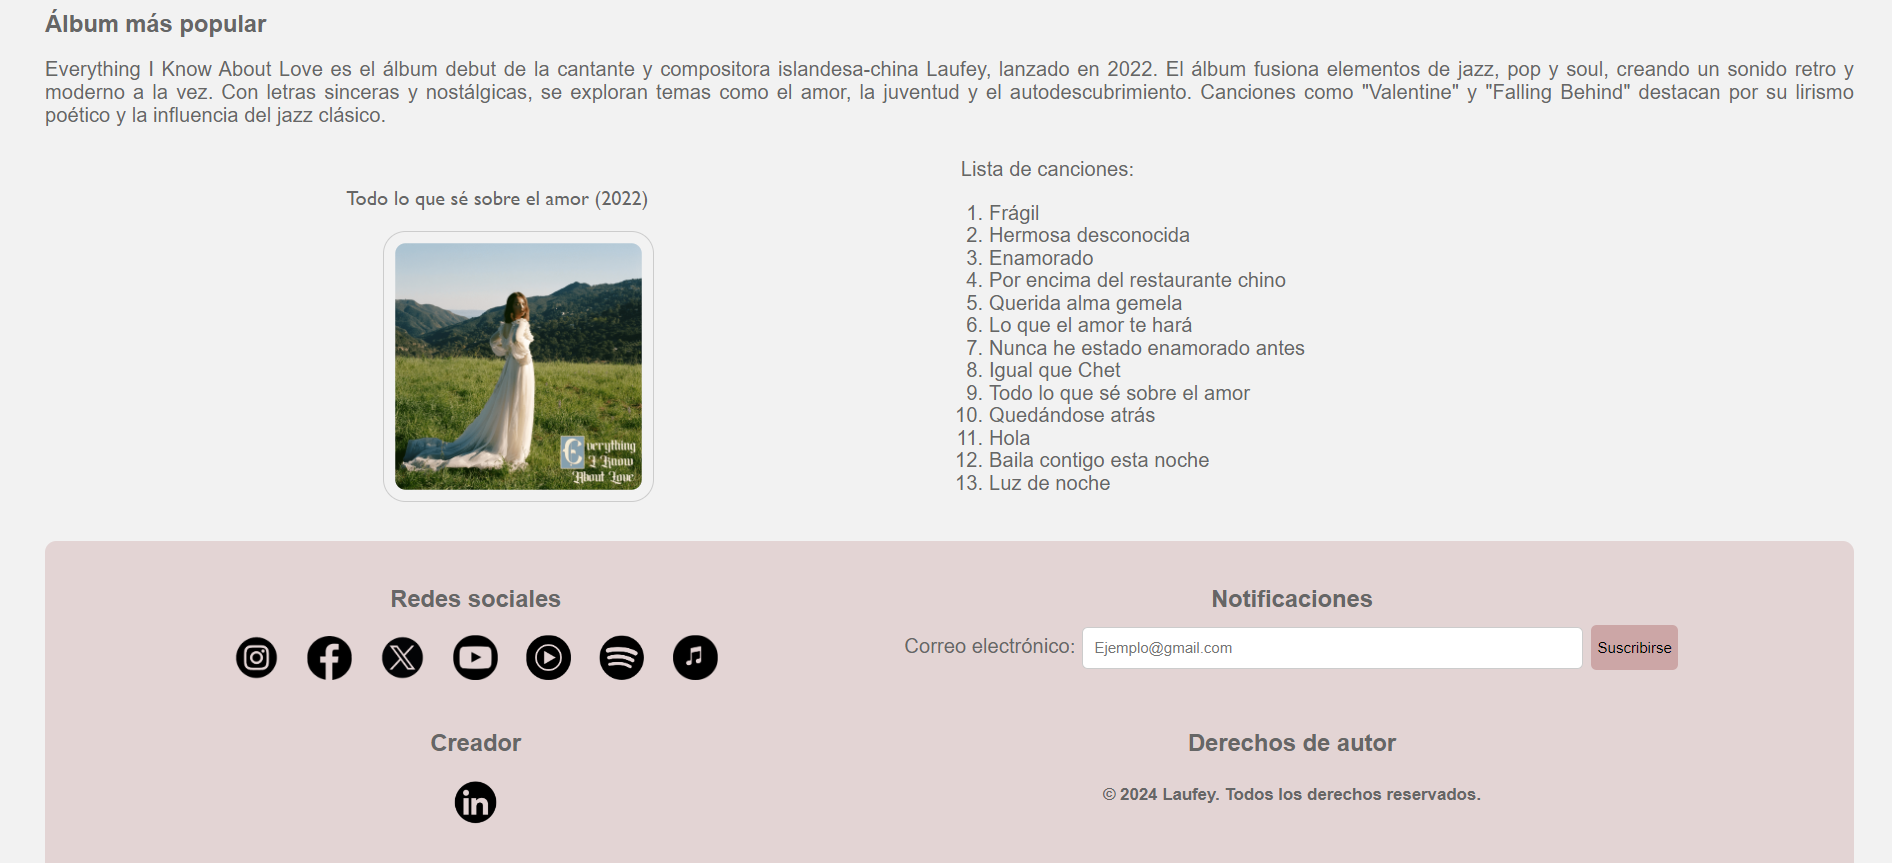 Álbum más popular
Everything I Know About Love es el álbum debut de la cantante y compositora islandesa-china Laufey, lanzado en 2022. El álbum fusiona elementos de jazz, pop y soul, creando un sonido retro y
moderno a la vez. Con letras sinceras y nostálgicas, se exploran temas como el amor, la juventud y el autodescubrimiento. Canciones como "Valentine" y "Falling Behind" destacan por su lirismo
poético y la influencia del jazz clásico.
Todo lo que sé sobre el amor (2022)
Everything
I Know
About Love
Lista de canciones:
1. Frágil
2. Hermosa desconocida
3. Enamorado
4. Por encima del restaurante chino
5. Querida alma gemela
6. Lo que el amor te hará
7. Nunca he estado enamorado antes
8. Igual que Chet
9. Todo lo que sé sobre el amor
10. Quedándose atrás
11. Hola
12. Baila contigo esta noche
13. Luz de noche
Redes sociales
Notificaciones
Correo electrónico: Ejemplo@gmail.com Suscribirse
Creador
in
Derechos de autor
© 2024 Laufey. Todos los derechos reservados.